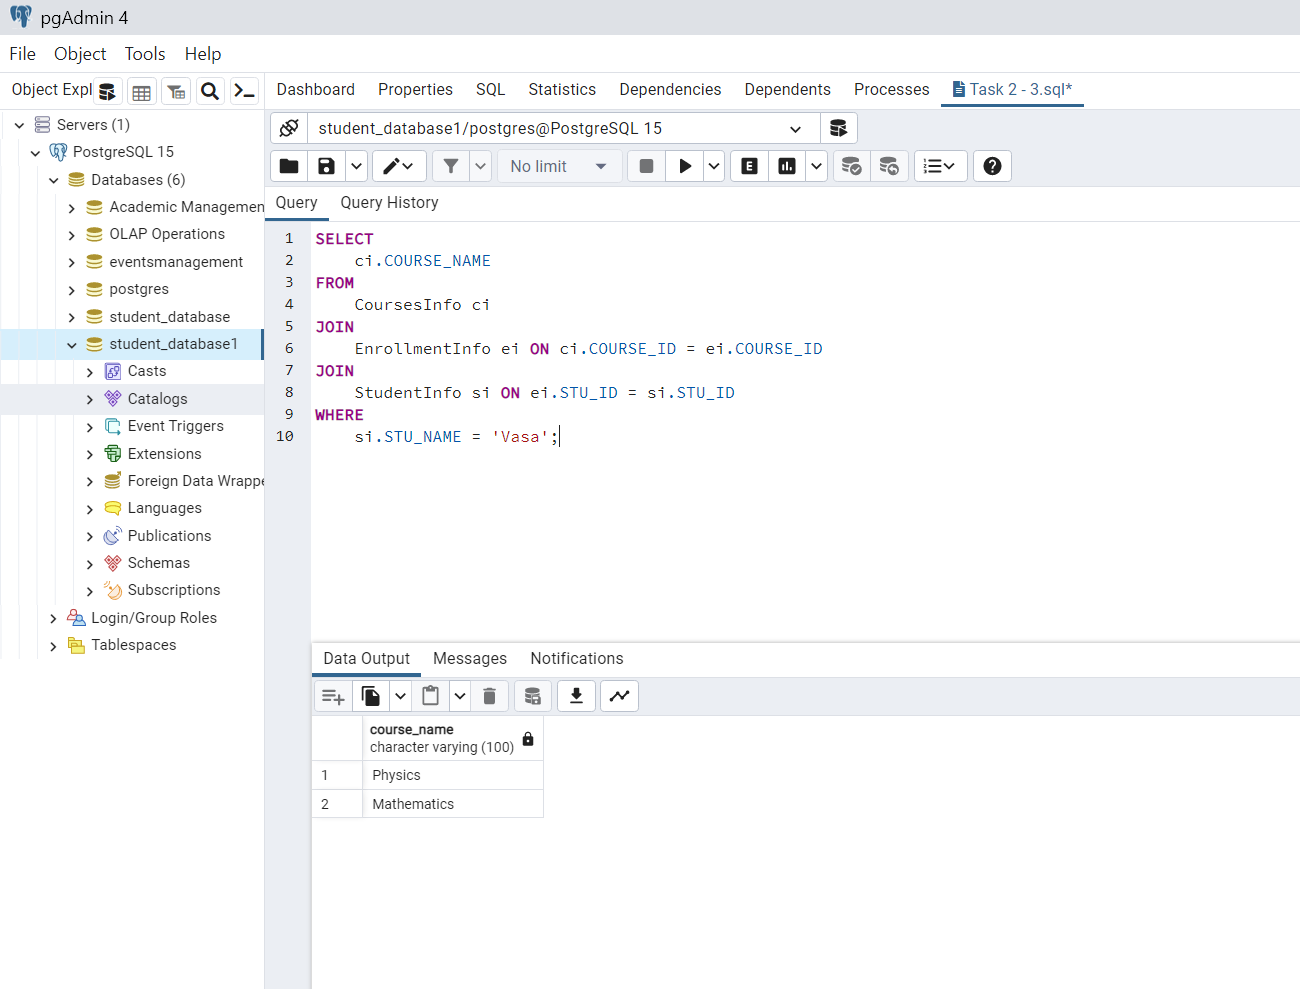 pgAdmin 4
File Object Tools Help
Object Expl
Dashboard Properties SQL Statistics Dependencies Dependents Processes Task 2 - 3.sql*
Servers (1)
PostgreSQL 15
Databases (6)
Academic Managemen
OLAP Operations
eventsmanagement
postgres
student_database
student_database1
Casts
Catalogs
Event Triggers
Extensions
Foreign Data Wrappe
Languages
Publications
Schemas
Subscriptions
Login/Group Roles
Tablespaces
student_database1/postgres@PostgreSQL 15
No limit
E
Query Query History
1 SELECT
2 ci.COURSE_NAME
3 FROM
4 CoursesInfo ci
5 JOIN
6 EnrollmentInfo ei ON ci.COURSE_ID = ei.COURSE_ID
7 JOIN
8 StudentInfo si ON ei.STU_ID = si.STU_ID
9 WHERE
10 si.STU_NAME = 'Vasa';
Data Output Messages Notifications
course_name
character varying (100)
1 Physics
2 Mathematics